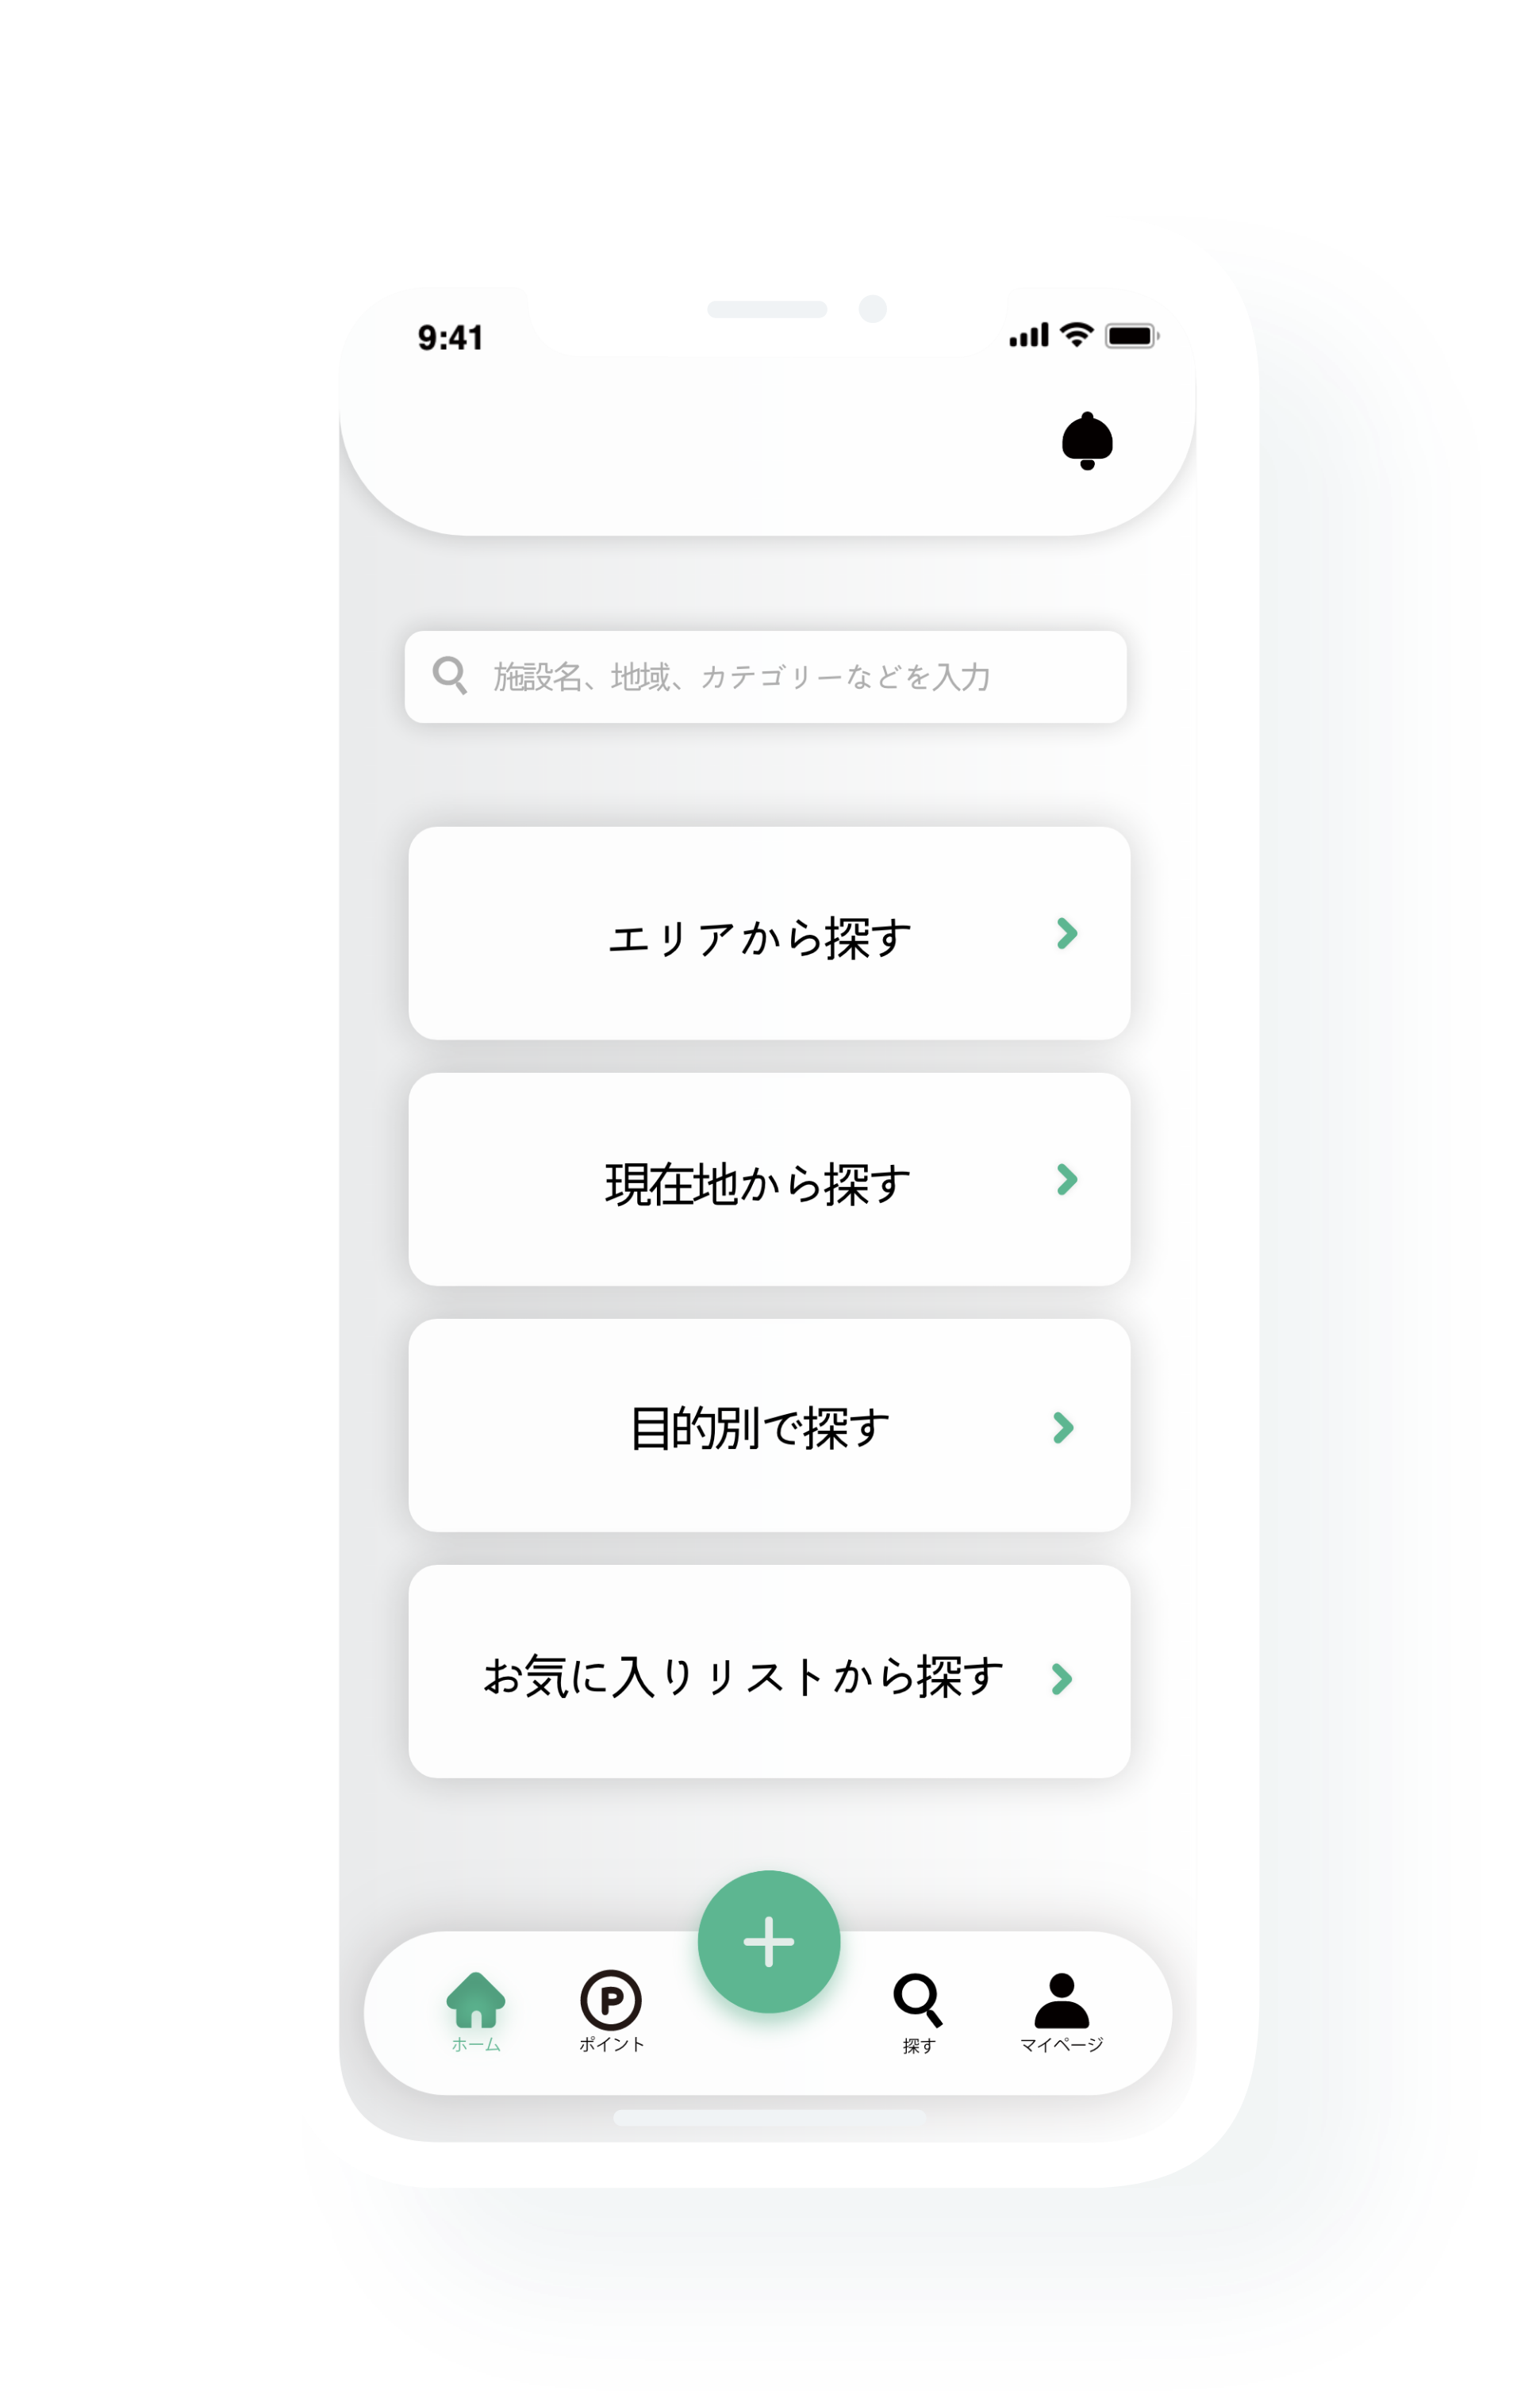 9:41
施設名、地域、カテゴリーなどを入力
エリアから探す
現在地から探す
目的別で探す
お気に入りリストから探す
P
ホーム ポイント 探す マイページ